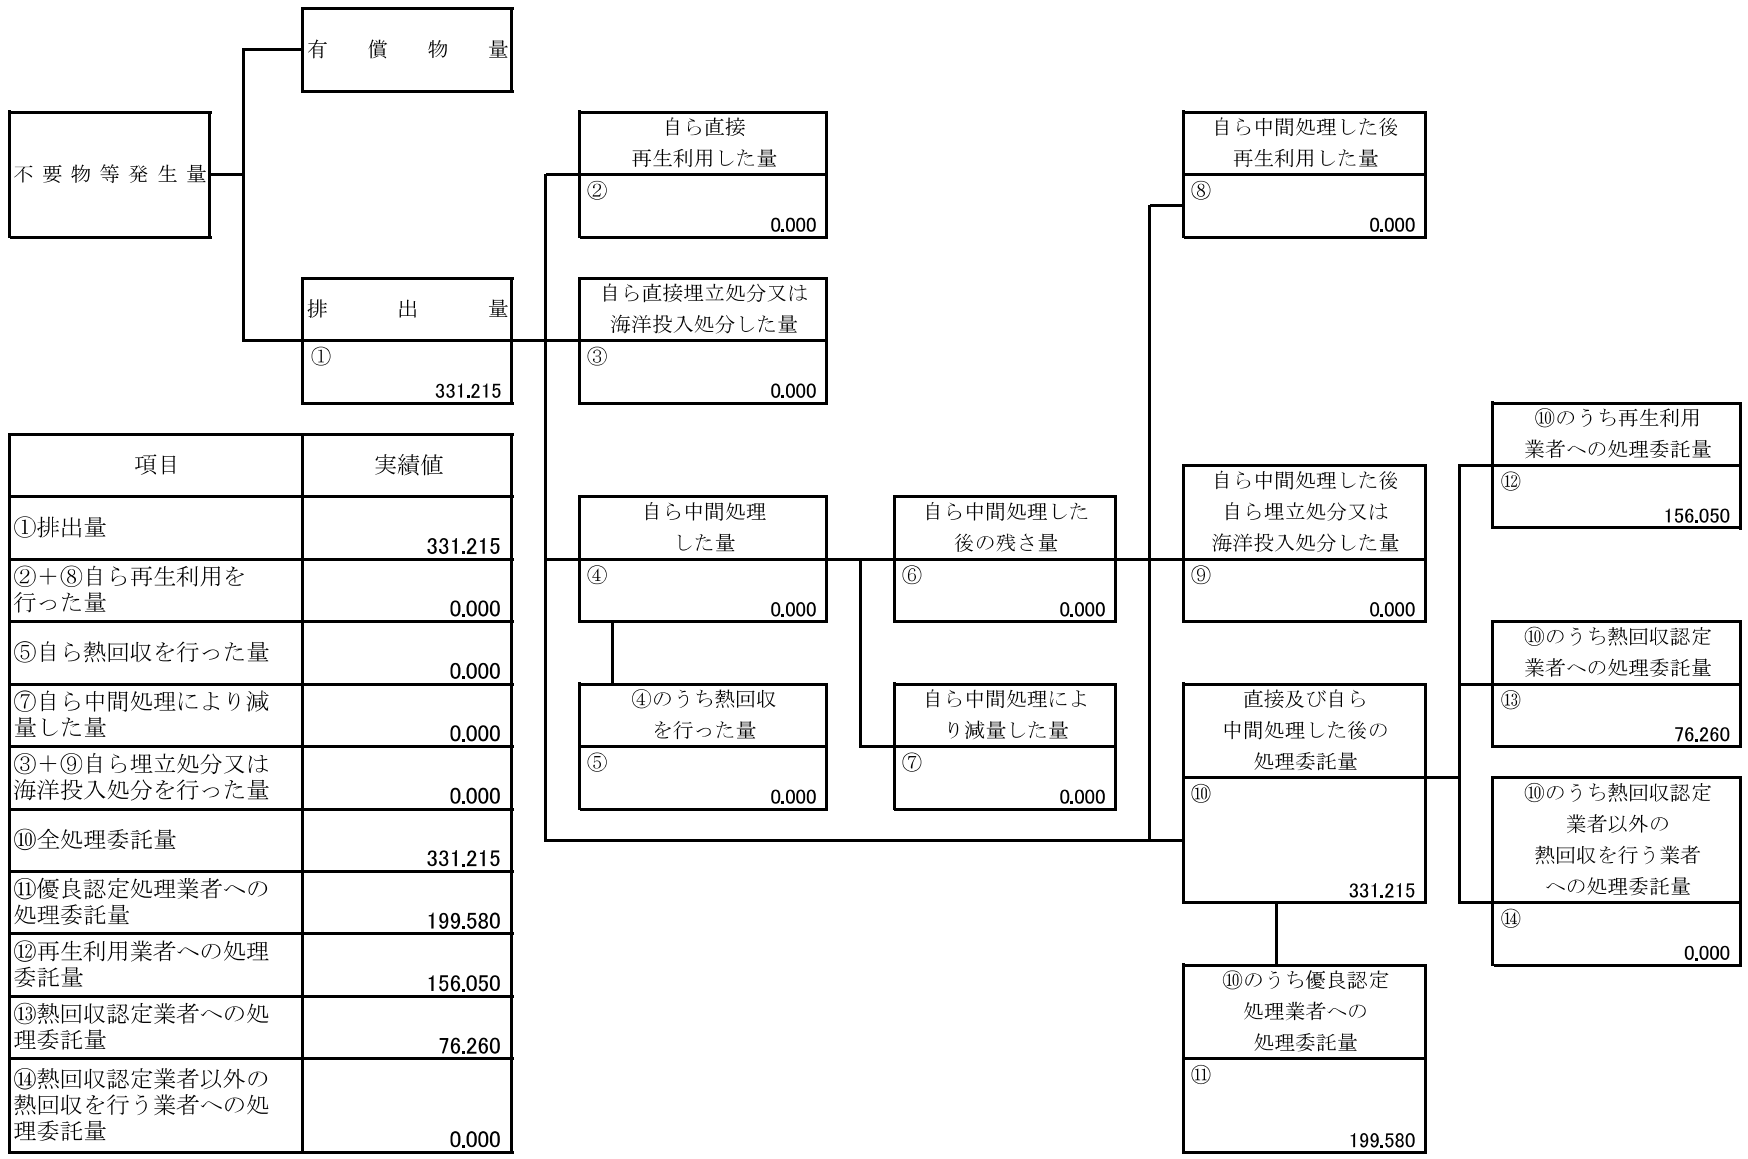 有償物量
不要物等発生量
排出量
①
331.215
自ら直接
再生利用した量
②
0.000
自ら直接埋立処分又は
海洋投入処分した量
③
0.000
自ら中間処理した後
再生利用した量
⑧
0.000
項目 実績値
①排出量 331.215
②＋⑧自ら再生利用を
行った量 0.000
⑤自ら熱回収を行った量 0.000
⑦自ら中間処理により減
量した量 0.000
③＋⑨自ら埋立処分又は
海洋投入処分を行った量 0.000
⑩全処理委託量 331.215
⑪優良認定処理業者への
処理委託量 199.580
⑫再生利用業者への処理
委託量 156.050
⑬熱回収認定業者への処
理委託量 76.260
⑭熱回収認定業者以外の
熱回収を行う業者への処
理委託量 0.000
自ら中間処理
した量
④
0.000
④のうち熱回収
を行った量
⑤
0.000
自ら中間処理した
後の残さ量
⑥
0.000
自ら中間処理によ
り減量した量
⑦
0.000
自ら中間処理した後
自ら埋立処分又は
海洋投入処分した量
⑨
0.000
直接及び自ら
中間処理した後の
処理委託量
⑩
331.215
⑩のうち優良認定
処理業者への
処理委託量
⑪
199.580
⑩のうち再生利用
業者への処理委託量
⑫
156.050
⑩のうち熱回収認定
業者への処理委託量
⑬
76.260
⑩のうち熱回収認定
業者以外の
熱回収を行う業者
への処理委託量
⑭
0.000